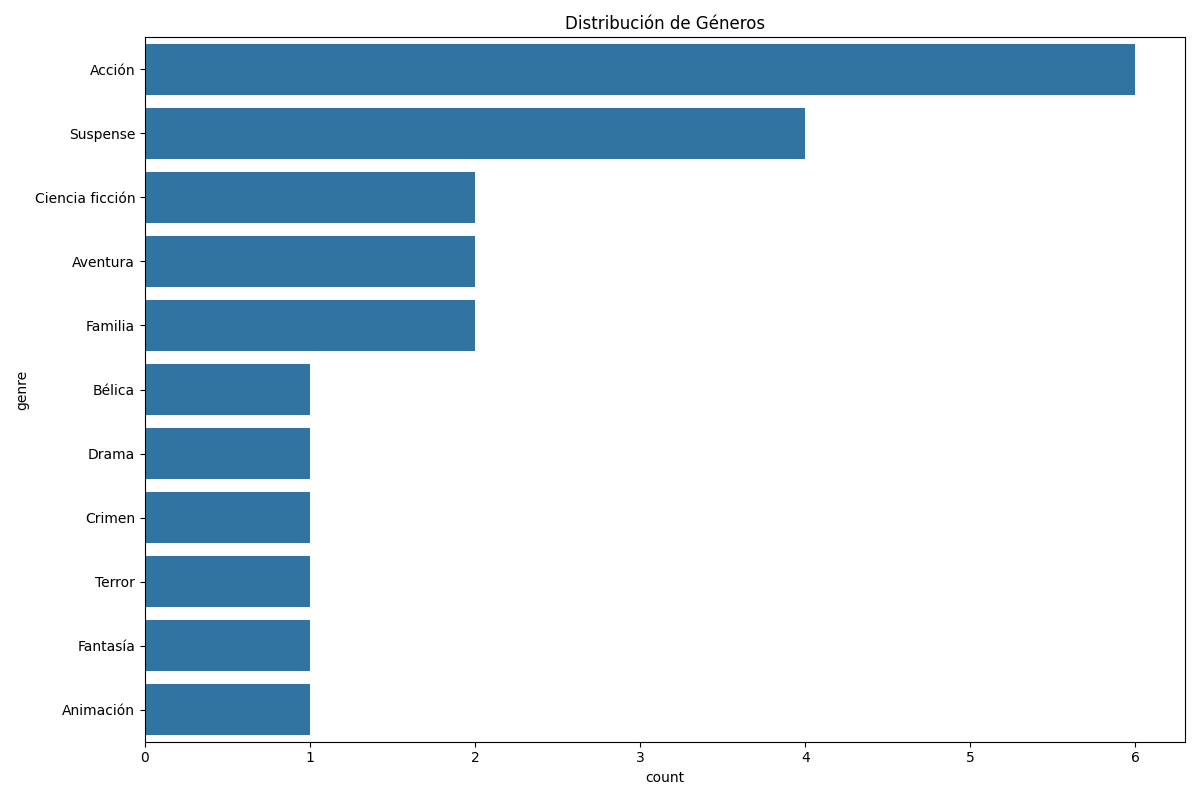 Distribución de Géneros
Acción
Suspense
Ciencia ficción
Aventura
Familia
Bélica
Drama
Crimen
Terror
Fantasía
Animación
genre
0 1 2 3 4 5 6
count